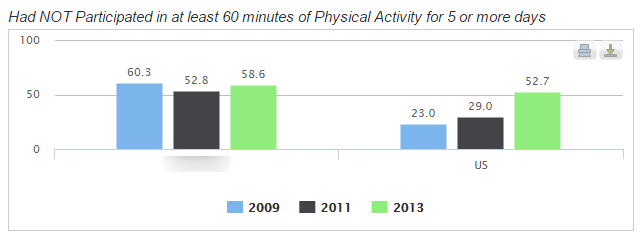 Had NOT Participated in at least 60 minutes of Physical Activity for 5 or more days
100
60.3 52.8 58.6 52.7
50
23.0 29.0
0
US
2009 2011 2013